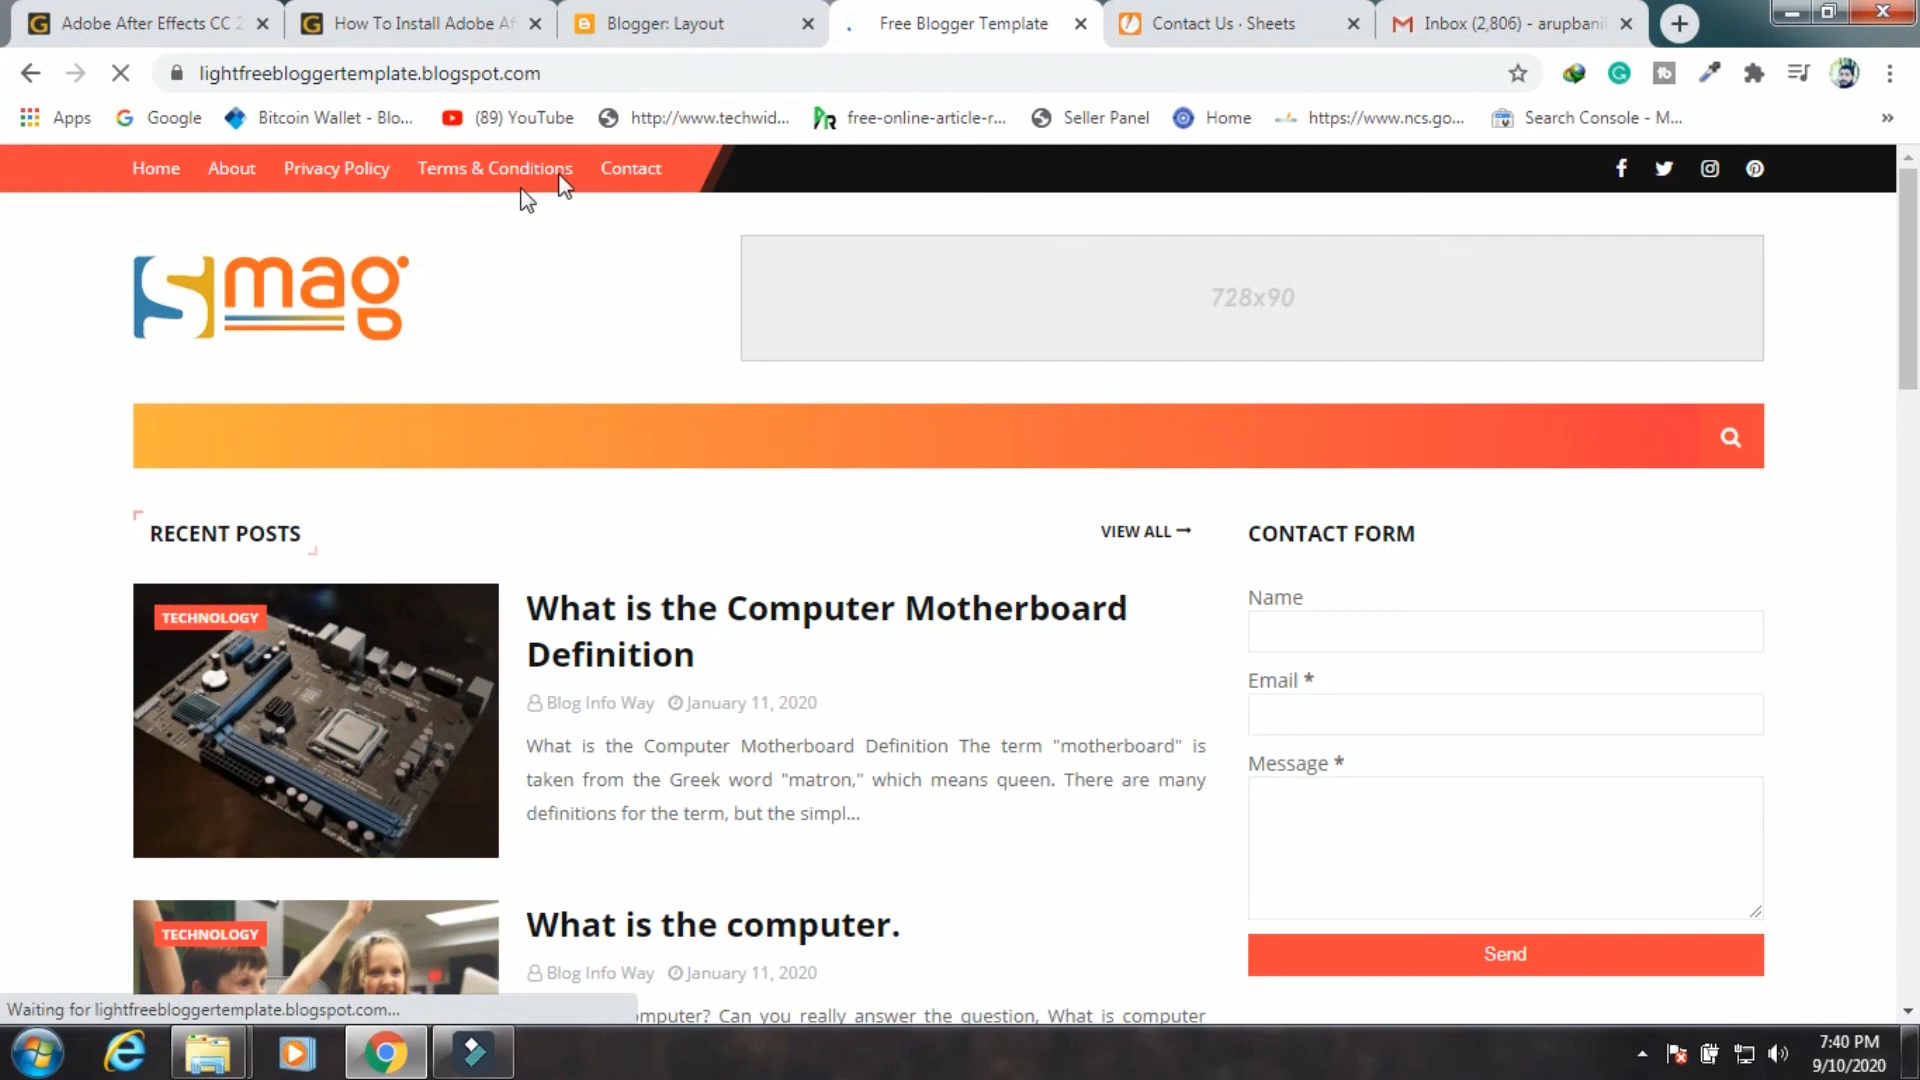 Adobe After Effects CC 2
How To Install Adobe Af
Blogger: Layout
Free Blogger Template
Contact Us · Sheets
Inbox (2,806) - arupbani
lightfreebloggertemplate.blogspot.com
Apps
Google
Bitcoin Wallet - Blo...
(89) YouTube
http://www.techwid...
free-online-article-r...
Seller Panel
Home
https://www.ncs.go...
Search Console - M...
»
Home
About
Privacy Policy
Terms & Conditions
Contact
Smag
728x90
RECENT POSTS
VIEW ALL
CONTACT FORM
TECHNOLOGY
What is the Computer Motherboard
Definition
Blog Info Way January 11, 2020
What is the Computer Motherboard Definition The term "motherboard" is
taken from the Greek word "matron," which means queen. There are many
definitions for the term, but the simpl...
Name
Email *
Message *
Send
TECHNOLOGY
What is the computer.
Blog Info Way January 11, 2020
omputer? Can you really answer the question, What is computer
Waiting for lightfreebloggertemplate.blogspot.com...
7:40 PM
9/10/2020